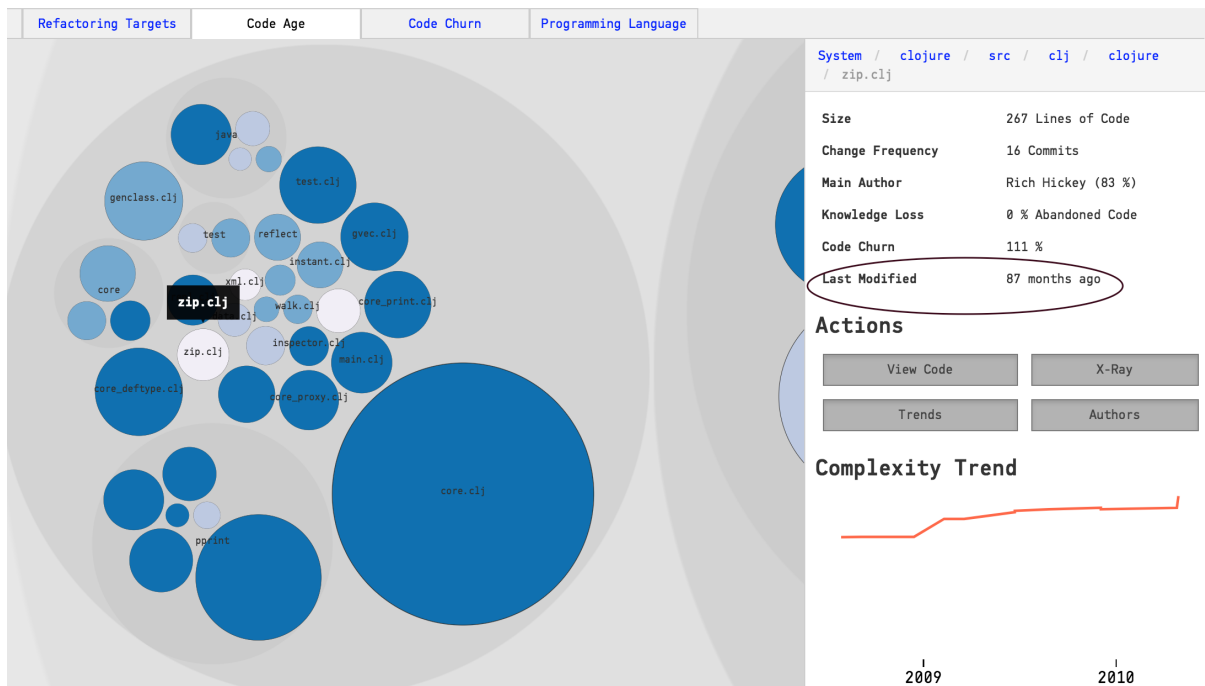 Refactoring Targets
Code Age
Code Churn
Programming Language
System / clojure / src / clj / clojure
/ zip.clj
Size 267 Lines of Code
Change Frequency 16 Commits
Main Author Rich Hickey (83 %)
Knowledge Loss 0 % Abandoned Code
Code Churn 111 %
Last Modified 87 months ago
Actions
View Code
X-Ray
Trends
Authors
Complexity Trend
2009
2010
java
test.clj
genclass.clj
test
reflect
gvec.clj
instant.clj
core
xml.clj
zip.clj
walk.clj
core_print.clj
zip.clj
inspector.clj
main.clj
core_deftype.clj
core_proxy.clj
core.clj
pprint